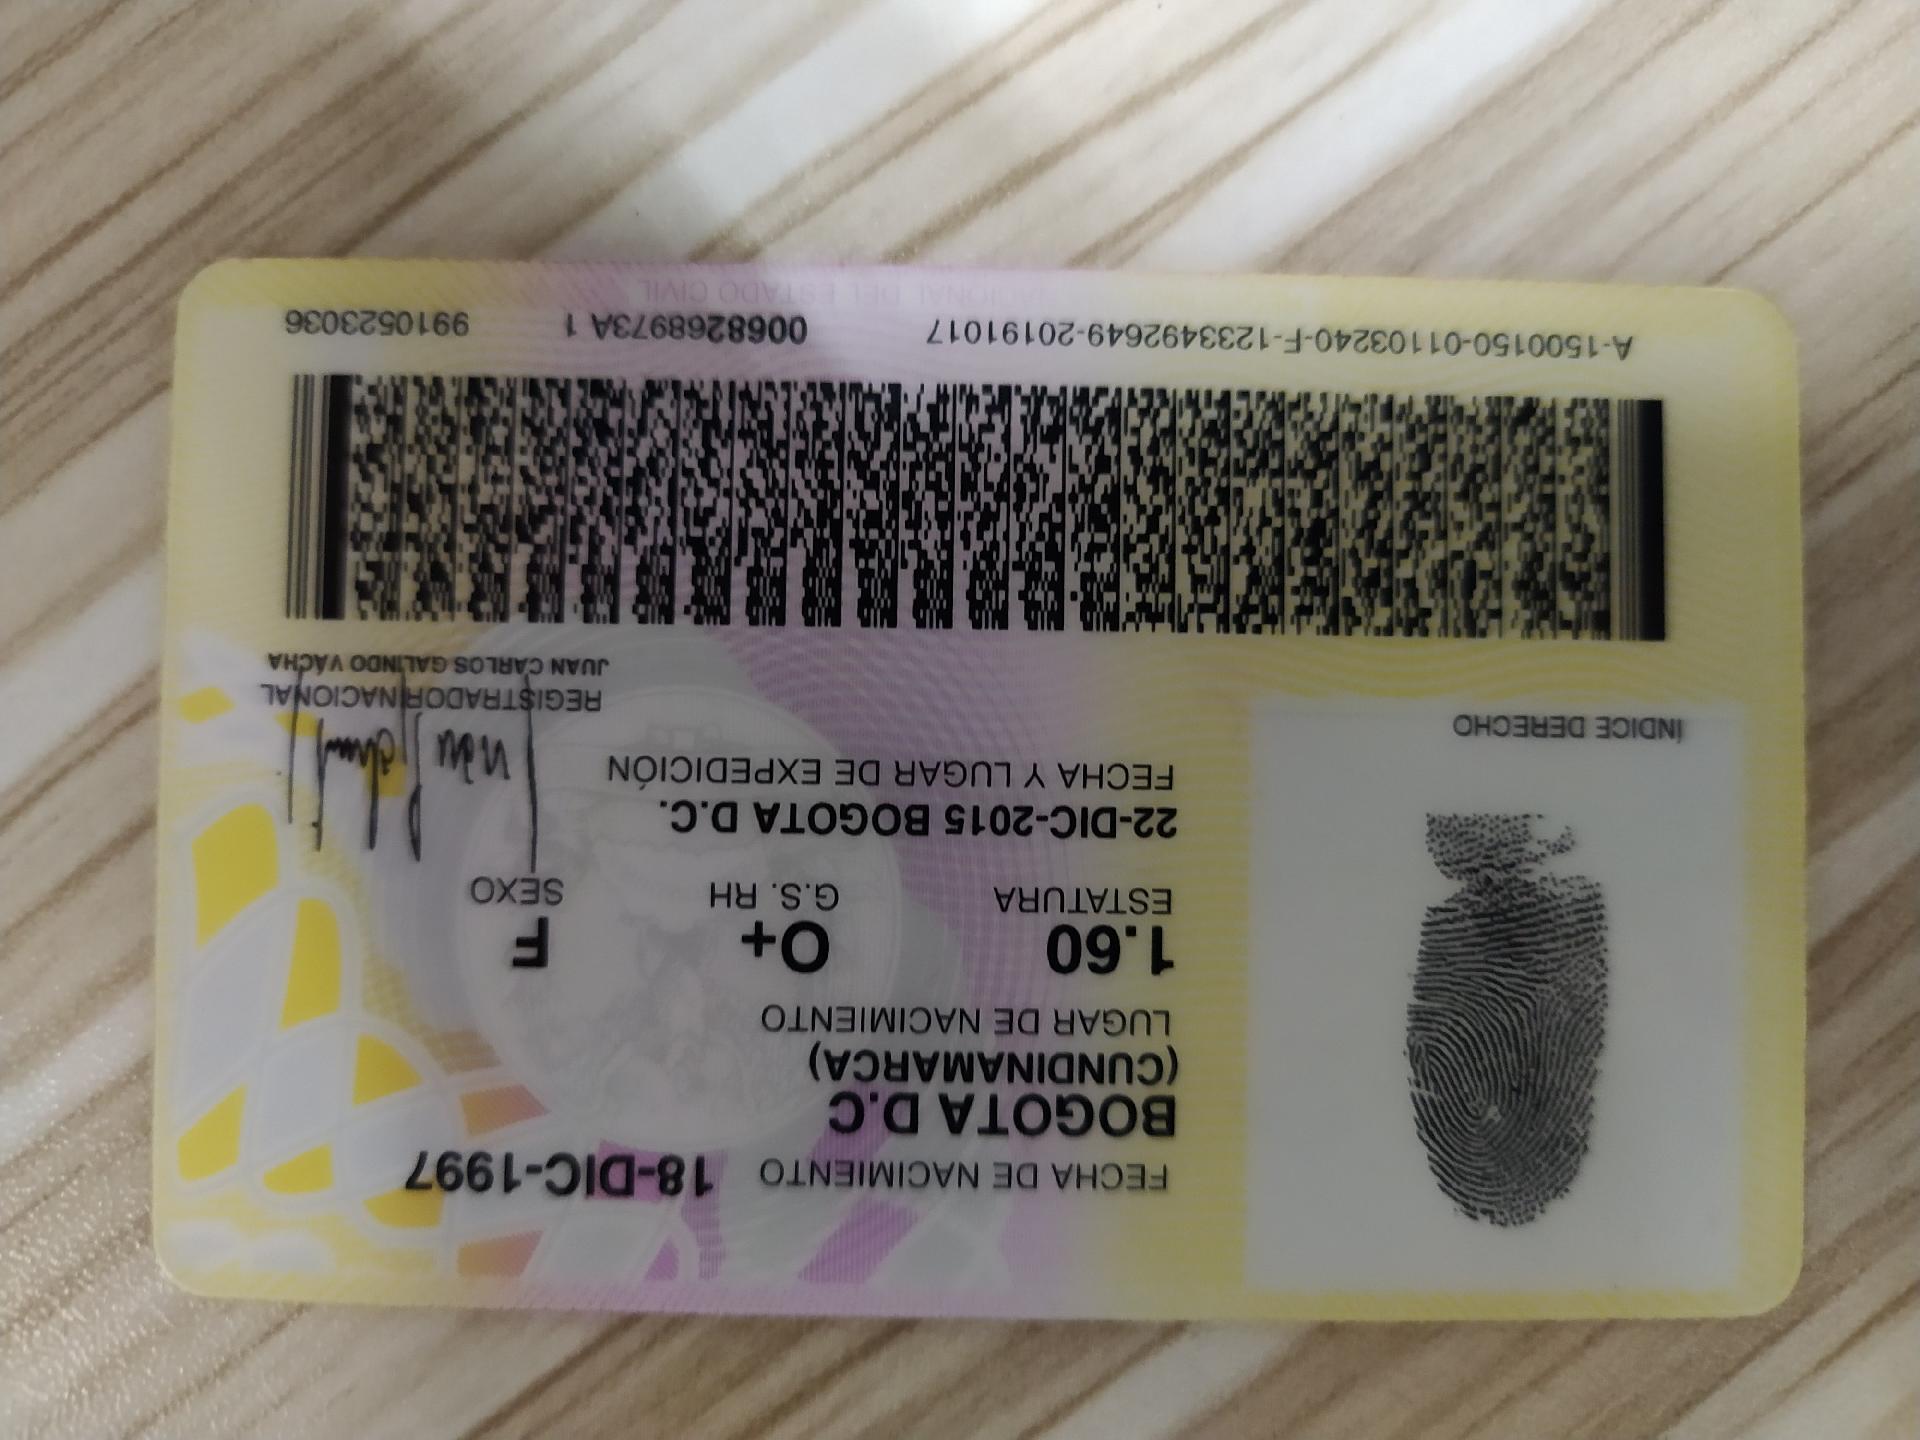 FECHA DE NACIMIENTO 18-DIC-1997
BOGOTA D.C
(CUNDINAMARCA)
LUGAR DE NACIMIENTO
1.60 O+ F
ESTATURA G.S. RH SEXO
22-DIC-2015 BOGOTA D.C.
FECHA Y LUGAR DE EXPEDICIÓN
ÍNDICE DERECHO
REGISTRADOR NACIONAL
JUAN CARLOS GALINDO VÁCHA
A-1500150-01103240-F-1233492649-20191017 0068268973A 1 9910523036
NACIONAL DEL ESTADO CIVIL